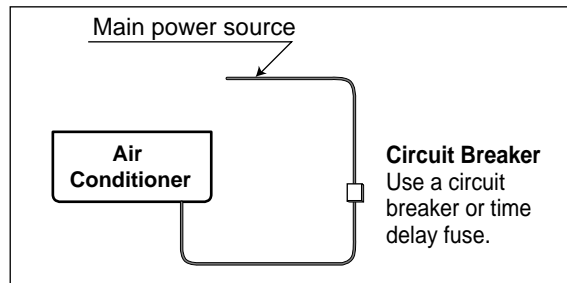 Main power source
Air
Conditioner
Circuit Breaker
Use a circuit
breaker or time
delay fuse.